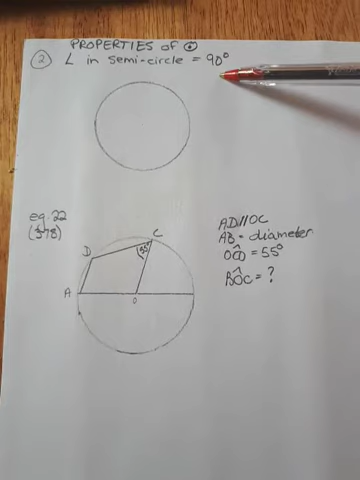 PROPERTIES of ⊙
② L in semi-circle = 90°
eg. 22
(378)
AD//OC
AB = diameter
OĈD = 55°
BÔC = ?
C
55°
D
A
O